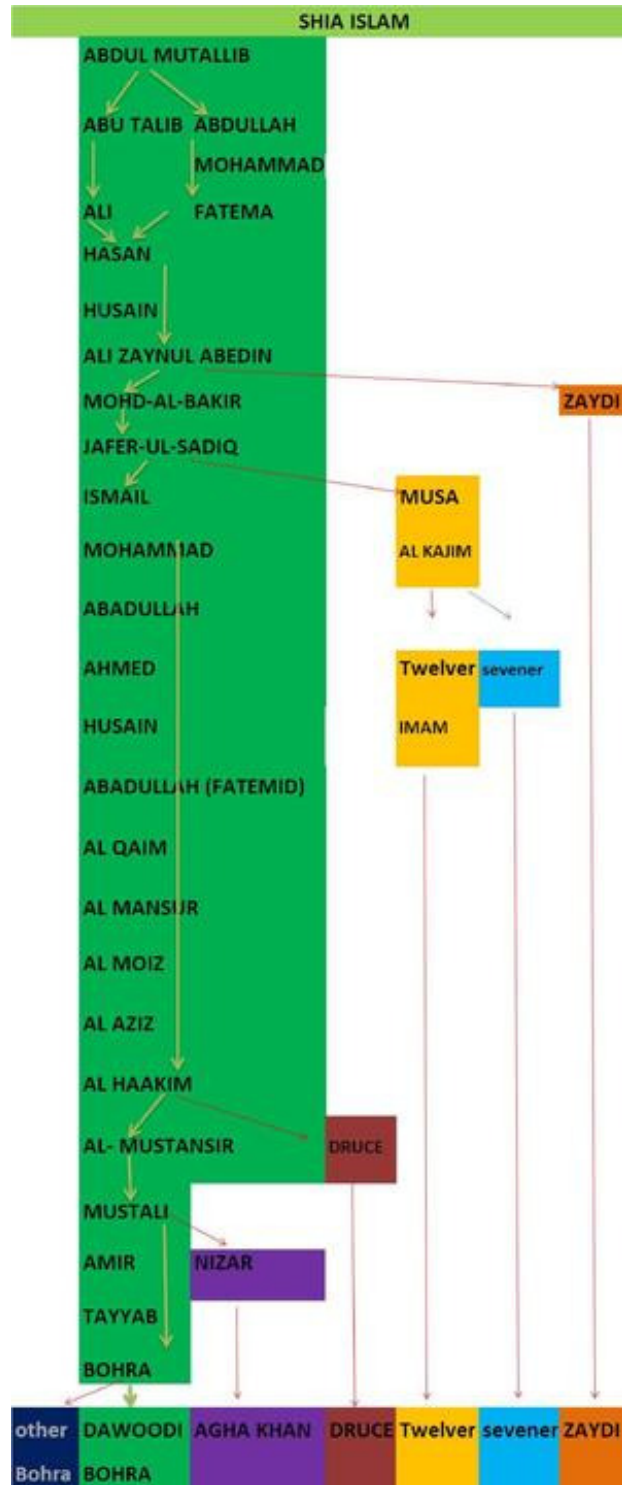 SHIA ISLAM
ABDUL MUTALLIB
ABU TALIB ABDULLAH
MOHAMMAD
ALI FATEMA
HASAN
HUSAIN
ALI ZAYNUL ABEDIN
MOHD-AL-BAKIR ZAYDI
JAFER-UL-SADIQ
ISMAIL MUSA
MOHAMMAD AL KAJIM
ABADULLAH
AHMED Twelver sevener
HUSAIN IMAM
ABADULLAH (FATEMID)
AL QAIM
AL MANSUR
AL MOIZ
AL AZIZ
AL HAAKIM
AL- MUSTANSIR DRUCE
MUSTALI
AMIR NIZAR
TAYYAB
BOHRA
other DAWOODI AGHA KHAN DRUCE Twelver sevener ZAYDI
Bohra BOHRA